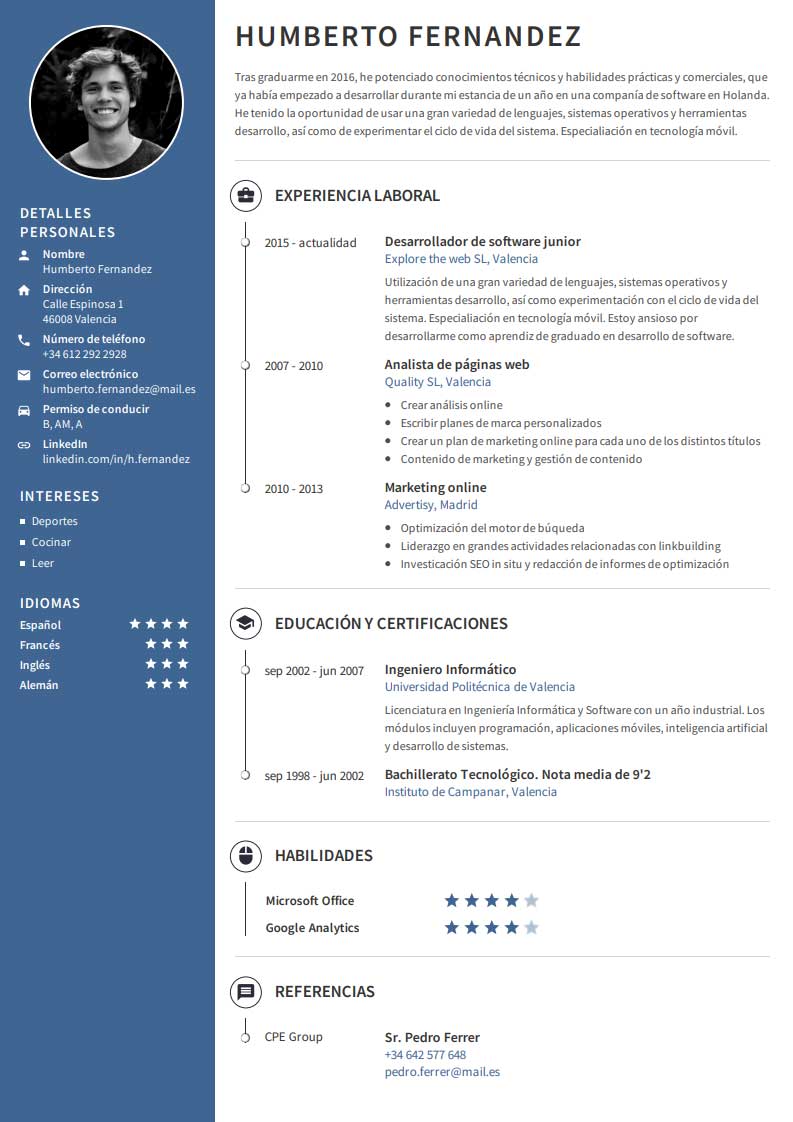 HUMBERTO FERNANDEZ
Tras graduarme en 2016, he potenciado conocimientos técnicos y habilidades prácticas y comerciales, que
ya había empezado a desarrollar durante mi estancia de un año en una companía de software en Holanda.
He tenido la oportunidad de usar una gran variedad de lenguajes, sistemas operativos y herramientas
desarrollo, así como de experimentar el ciclo de vida del sistema. Especialiación en tecnología móvil.
DETALLES
PERSONALES
Nombre
Humberto Fernandez
Dirección
Calle Espinosa 1
46008 Valencia
Número de teléfono
+34 612 292 2928
Correo electrónico
humberto.fernandez@mail.es
Permiso de conducir
B, AM, A
LinkedIn
linkedin.com/in/h.fernandez
INTERESES
Deportes
Cocinar
Leer
IDIOMAS
Español
Francés
Inglés
Alemán
EXPERIENCIA LABORAL
2015 - actualidad
Desarrollador de software junior
Explore the web SL, Valencia
Utilización de una gran variedad de lenguajes, sistemas operativos y
herramientas desarrollo, así como experimentación con el ciclo de vida del
sistema. Especialiación en tecnología móvil. Estoy ansioso por
desarrollarme como aprendiz de graduado en desarrollo de software.
2007 - 2010
Analista de páginas web
Quality SL, Valencia
Crear análisis online
Escribir planes de marca personalizados
Crear un plan de marketing online para cada uno de los distintos títulos
Contenido de marketing y gestión de contenido
2010 - 2013
Marketing online
Advertisy, Madrid
Optimización del motor de búqueda
Liderazgo en grandes actividades relacionadas con linkbuilding
Investicación SEO in situ y redacción de informes de optimización
EDUCACIÓN Y CERTIFICACIONES
sep 2002 - jun 2007
Ingeniero Informático
Universidad Politécnica de Valencia
Licenciatura en Ingeniería Informática y Software con un año industrial. Los
módulos incluyen programación, aplicaciones móviles, inteligencia artificial
y desarrollo de sistemas.
sep 1998 - jun 2002
Bachillerato Tecnológico. Nota media de 9'2
Instituto de Campanar, Valencia
HABILIDADES
Microsoft Office
Google Analytics
REFERENCIAS
CPE Group
Sr. Pedro Ferrer
+34 642 577 648
pedro.ferrer@mail.es